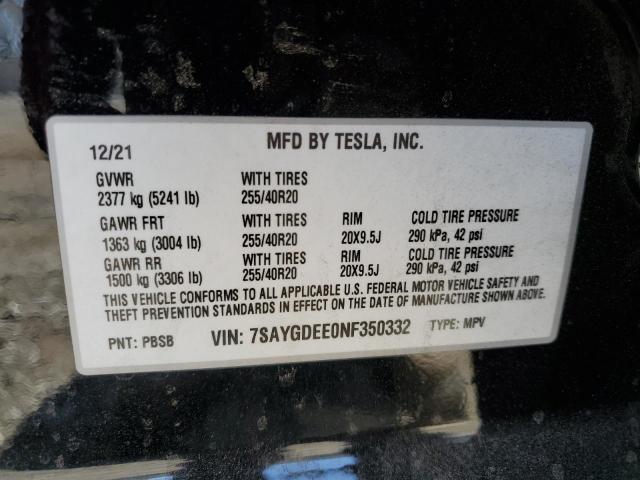 12/21 MFD BY TESLA, INC.
GVWR WITH TIRES
2377 kg (5241 lb) 255/40R20
GAWR FRT WITH TIRES RIM COLD TIRE PRESSURE
1363 kg (3004 lb) 255/40R20 20X9.5J 290 kPa, 42 psi
GAWR RR WITH TIRES RIM COLD TIRE PRESSURE
1500 kg (3306 lb) 255/40R20 20X9.5J 290 kPa, 42 psi
THIS VEHICLE CONFORMS TO ALL APPLICABLE U.S. FEDERAL MOTOR VEHICLE SAFETY AND
THEFT PREVENTION STANDARDS IN EFFECT ON THE DATE OF MANUFACTURE SHOWN ABOVE.
PNT: PBSB VIN: 7SAYGDEE0NF350332 TYPE: MPV